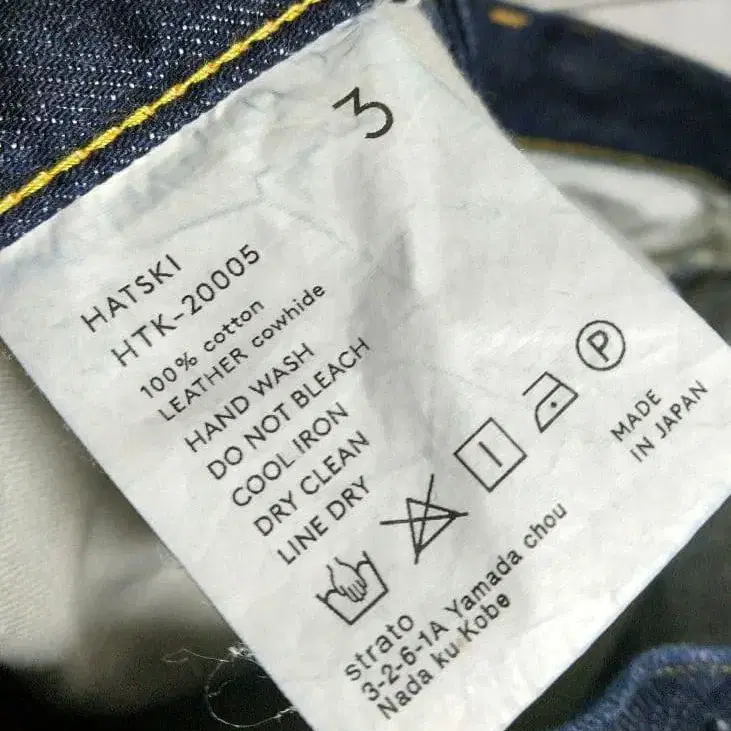 3
HATSKI
HTK-20005
100% cotton
LEATHER cowhide
HAND WASH
DO NOT BLEACH
COOL IRON
DRY CLEAN
LINE DRY
P
MADE
IN JAPAN
strato
3-2-6-1A Yamada chou
Nada ku Kobe